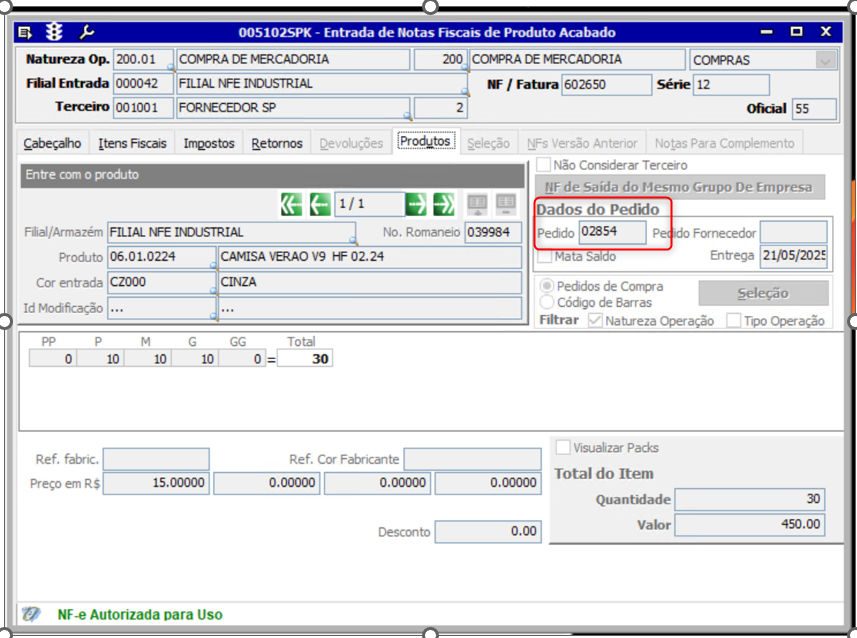 005102SPK - Entrada de Notas Fiscais de Produto Acabado
Natureza Op. 200.01 COMPRA DE MERCADORIA 200 COMPRA DE MERCADORIA COMPRAS
Filial Entrada 000042 FILIAL NFE INDUSTRIAL NF / Fatura 602650 Série 12
Terceiro 001001 FORNECEDOR SP 2 Oficial 55
Cabeçalho Itens Fiscais Impostos Retornos Devoluções Produtos Seleção NFs Versão Anterior Notas Para Complemento
Entre com o produto
Não Considerar Terceiro
NF de Saída do Mesmo Grupo De Empresa
1 / 1
Dados do Pedido
Filial/Armazém FILIAL NFE INDUSTRIAL No. Romaneio 039984
Pedido 02854 Pedido Fornecedor
Produto 06.01.0224 CAMISA VERAO V9 HF 02.24
Mata Saldo Entrega 21/05/2025
Cor entrada CZ000 CINZA
Pedidos de Compra
Código de Barras
Seleção
Id Modificação ... ...
Filtrar Natureza Operação Tipo Operação
PP P M G GG Total
0 10 10 10 0 = 30
Ref. fabric. Ref. Cor Fabricante
Preço em R$ 15.00000 0.00000 0.00000 0.00000
Desconto 0.00
Visualizar Packs
Total do Item
Quantidade 30
Valor 450.00
NF-e Autorizada para Uso